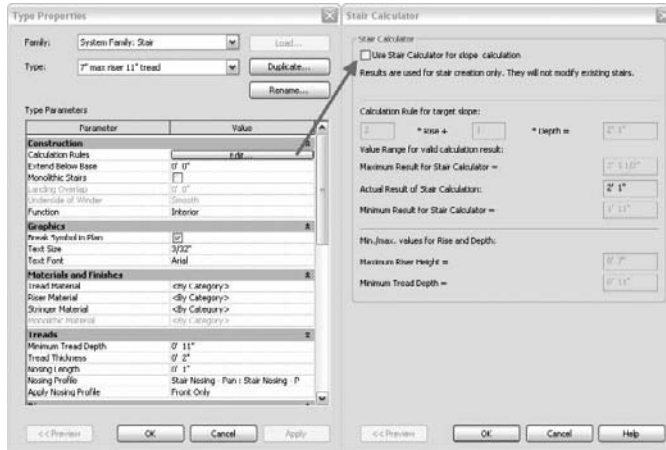 Type Properties
Family: System Family: Stair Load...
Type: 7" max riser 11" tread Duplicate...
Rename...
Type Parameters
Parameter Value
Construction
Calculation Rules Edit...
Extend Below Base 0' 0"
Monolithic Stairs
Landing Overlap 0' 0"
Underside of Winder Smooth
Function Interior
Graphics
Break Symbol in Plan
Text Size 3/32"
Text Font Arial
Materials and Finishes
Tread Material <By Category>
Riser Material <By Category>
Stringer Material <By Category>
Monolithic Material <By Category>
Treads
Minimum Tread Depth 0' 11"
Tread Thickness 0' 2"
Nosing Length 0' 1"
Nosing Profile Stair Nosing - Pan : Stair Nosing - P
Apply Nosing Profile Front Only
<< Preview OK Cancel Apply
Stair Calculator
Stair Calculator
Use Stair Calculator for slope calculation
Results are used for stair creation only. They will not modify existing stairs.
Calculation Rule for target slope:
2 * Rise + 1 * Depth = 2' 1"
Value Range for valid calculation result:
Maximum Result for Stair Calculator = 2' 1 1/2"
Actual Result of Stair Calculation: 2' 1"
Minimum Result for Stair Calculator = 1' 11"
Min./max. values for Rise and Depth:
Maximum Riser Height = 0' 7"
Minimum Tread Depth = 0' 11"
<< Preview OK Cancel Help